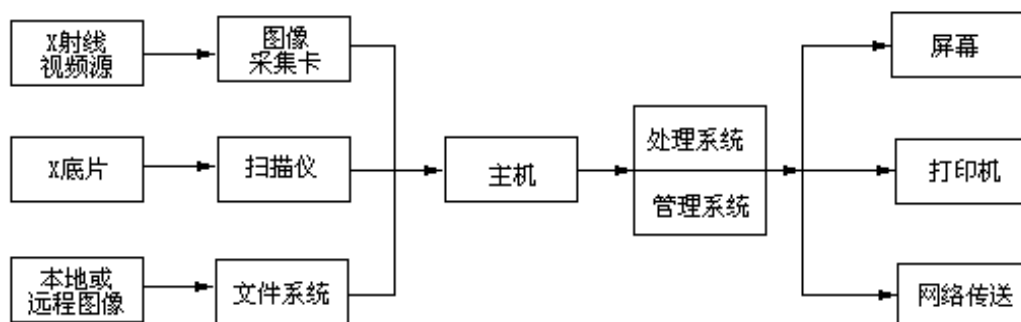 X射线
视频源
图像
采集卡
屏幕
X底片
扫描仪
主机
处理系统
管理系统
打印机
本地或
远程图像
文件系统
网络传送